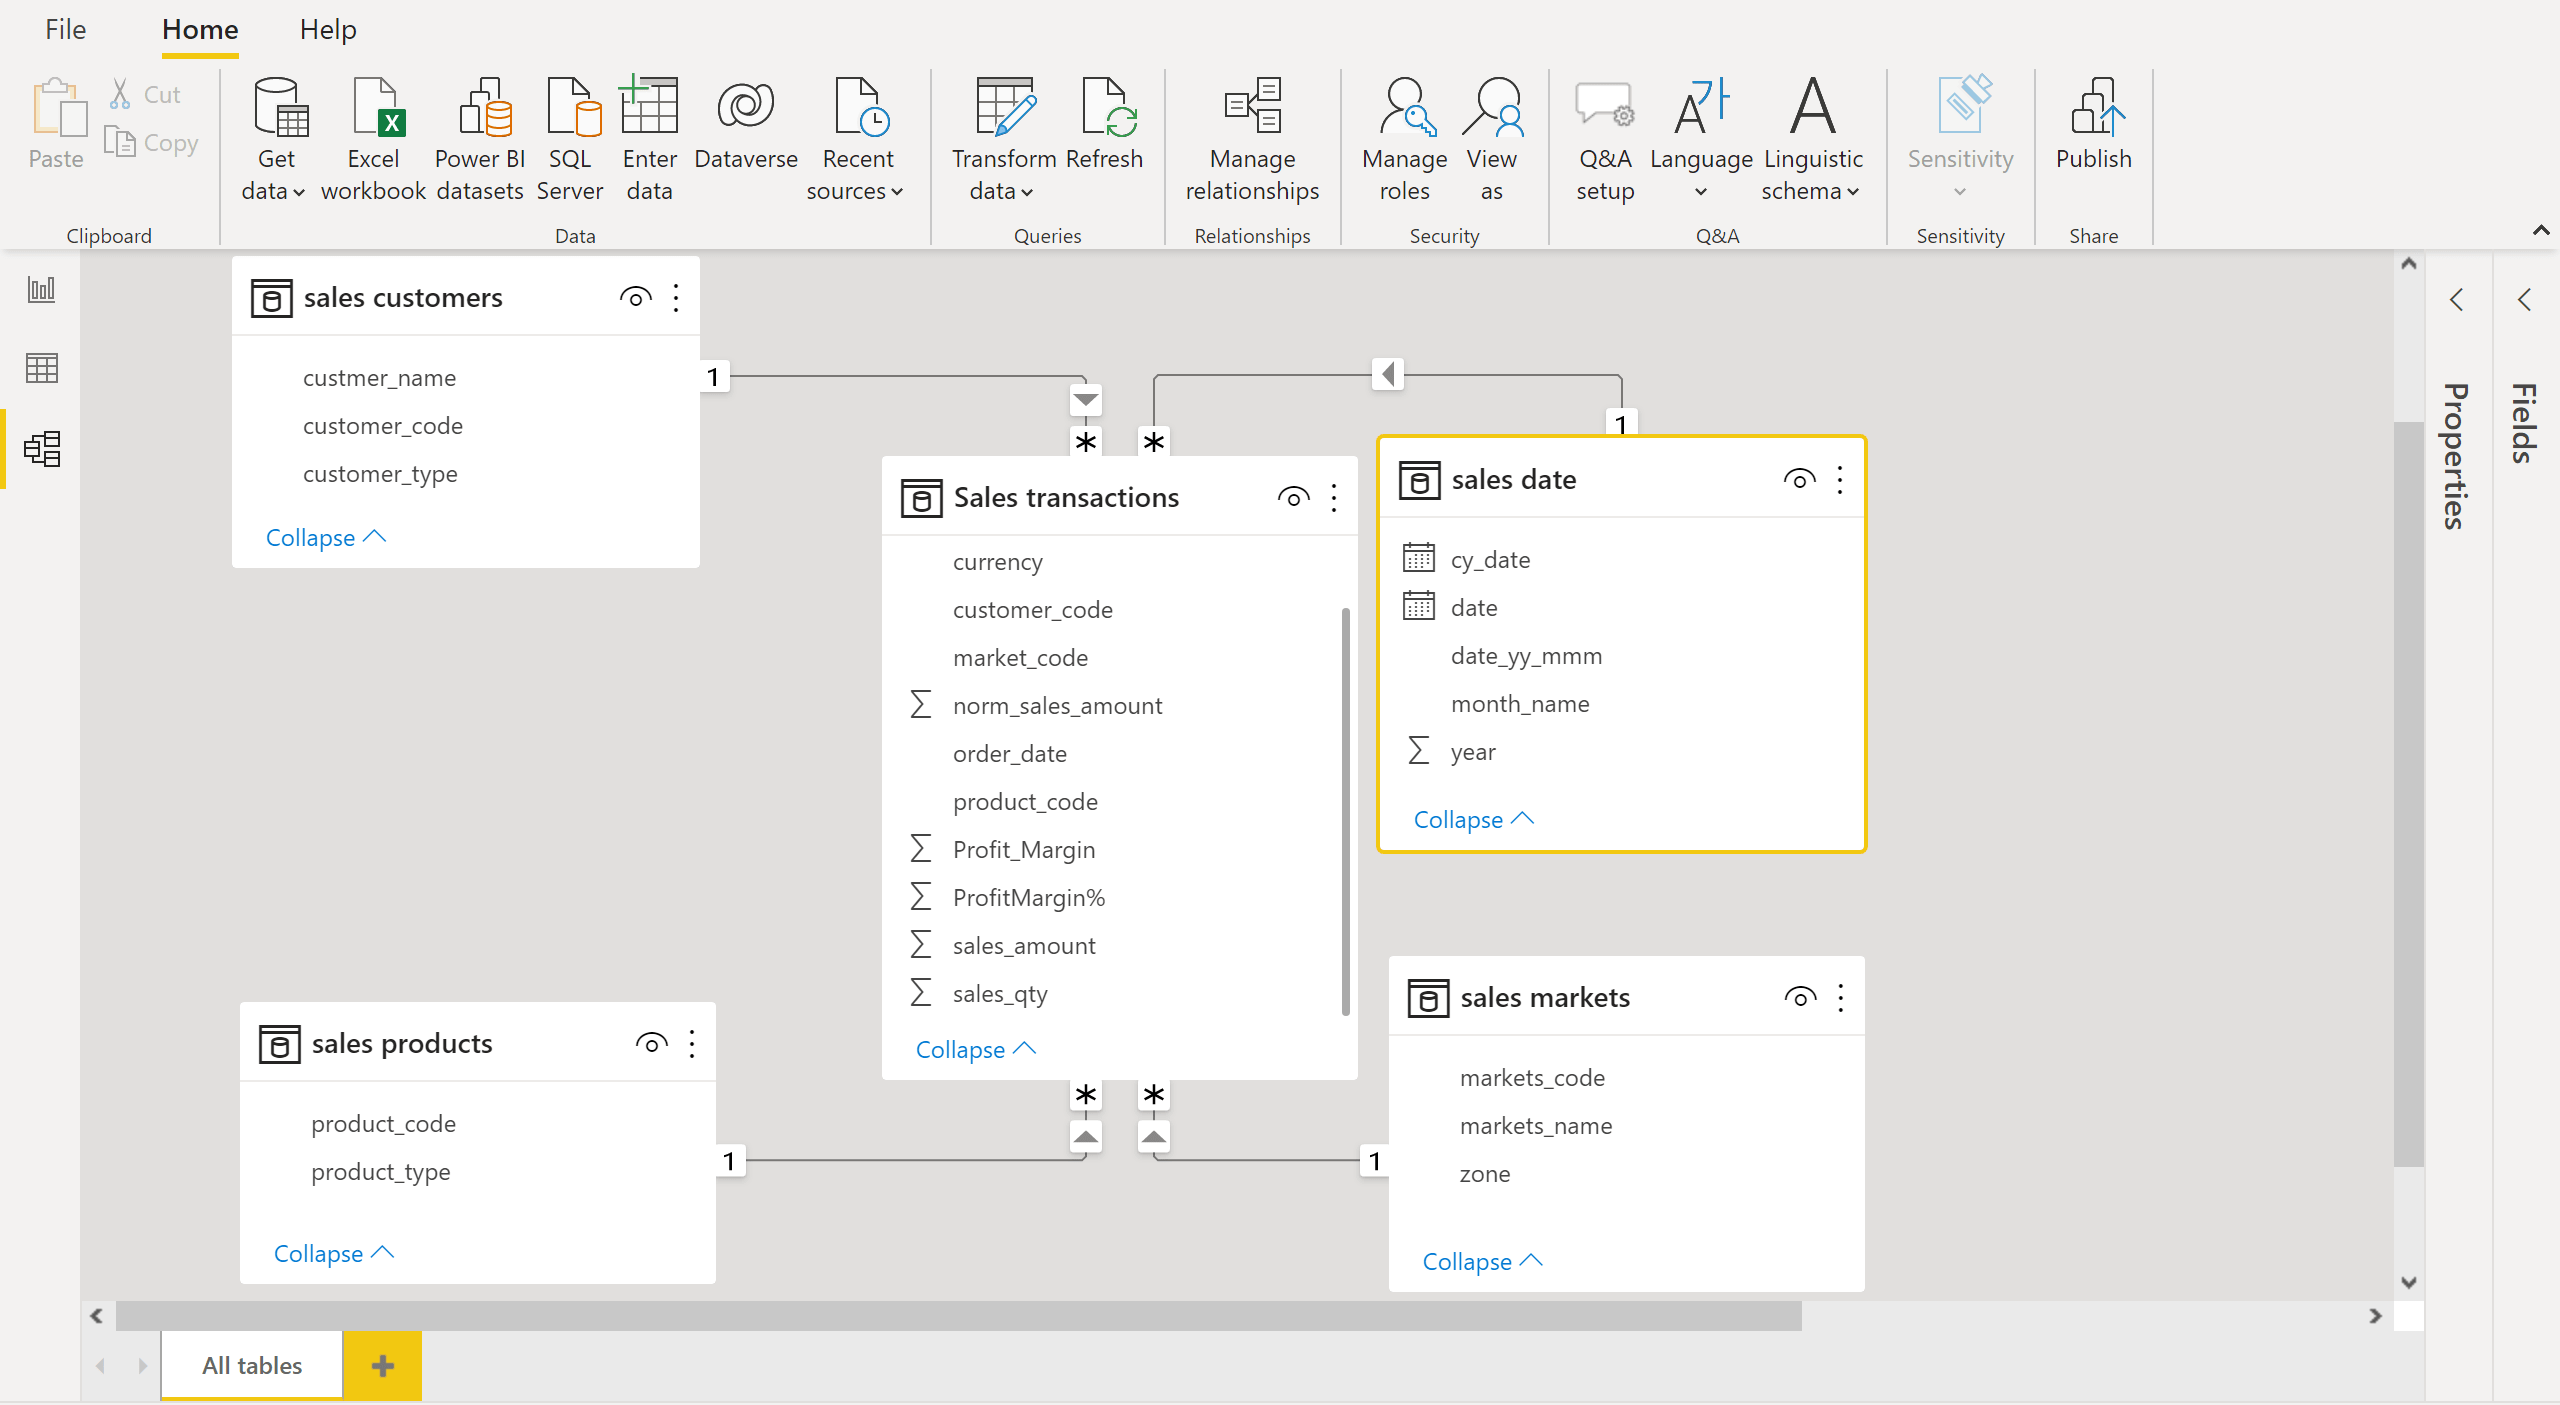 File Home Help
Paste Cut Copy
Get data Excel workbook Power BI datasets SQL Server Enter data Dataverse Recent sources Transform data Refresh Manage relationships Manage roles View as Q&A setup Language Linguistic schema Sensitivity Publish
Clipboard Data Queries Relationships Security Q&A Sensitivity Share
sales customers
custmer_name
customer_code
customer_type
Collapse
1
*
*
1
Sales transactions
currency
customer_code
market_code
norm_sales_amount
order_date
product_code
Profit_Margin
ProfitMargin%
sales_amount
sales_qty
Collapse
sales date
cy_date
date
date_yy_mmm
month_name
year
Collapse
Properties
Fields
sales products
product_code
product_type
Collapse
1
*
*
1
sales markets
markets_code
markets_name
zone
Collapse
All tables +